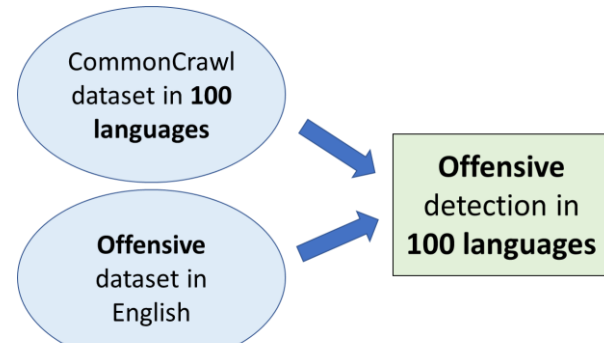 CommonCrawl
dataset in 100
languages
Offensive
dataset in
English
Offensive
detection in
100 languages